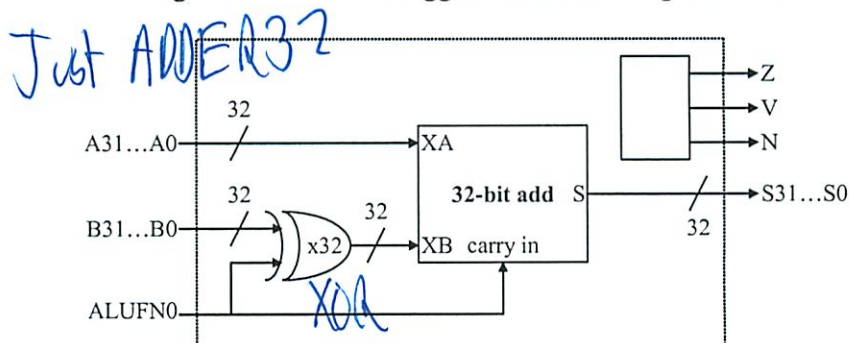 Just ADDER32
32
A31...A0
XA
Z
V
N
32
B31...B0
x32
32
XB
32-bit add
S
carry in
S31...S0
32
ALUFN0
XOR